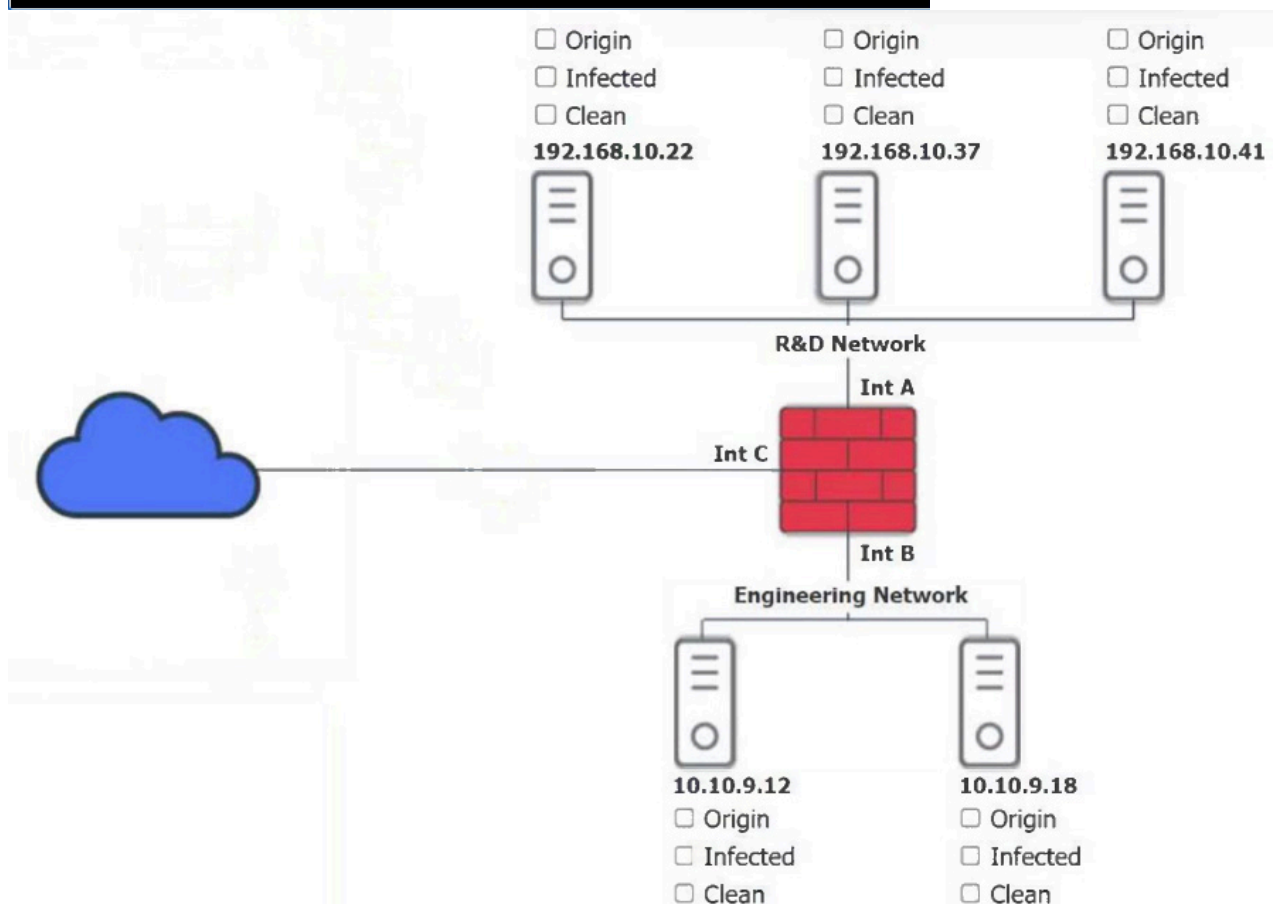 Origin
Infected
Clean
192.168.10.22
Origin
Infected
Clean
192.168.10.37
Origin
Infected
Clean
192.168.10.41
R&D Network
Int A
Int C
Int B
Engineering Network
10.10.9.12
Origin
Infected
Clean
10.10.9.18
Origin
Infected
Clean